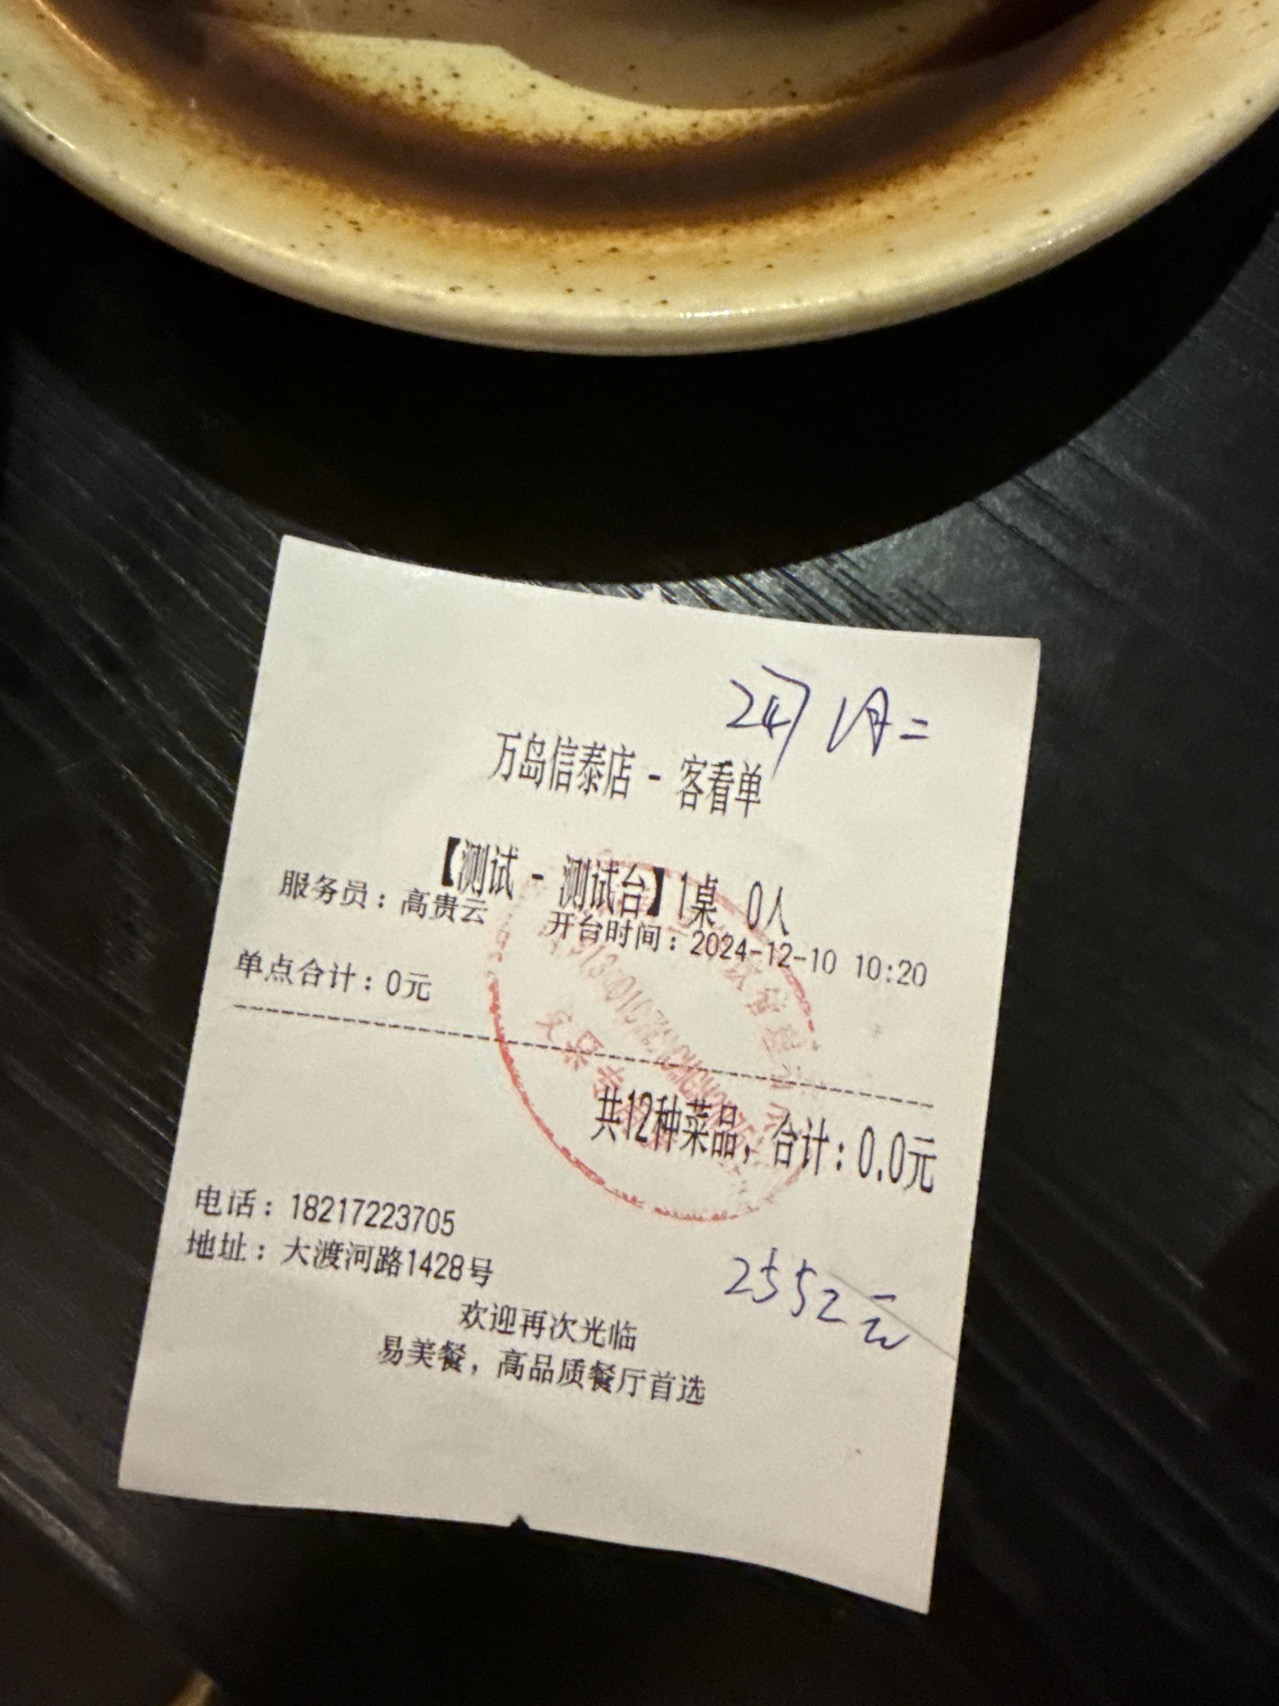 万岛信泰店 - 客看单
【测试 - 测试台】1桌 0人
服务员：高贵云 开台时间：2024-12-10 10:20
单点合计：0元
共12种菜品，合计：0.0元
电话：18217223705
地址：大渡河路1428号
2552元
欢迎再次光临
易美餐，高品质餐厅首选